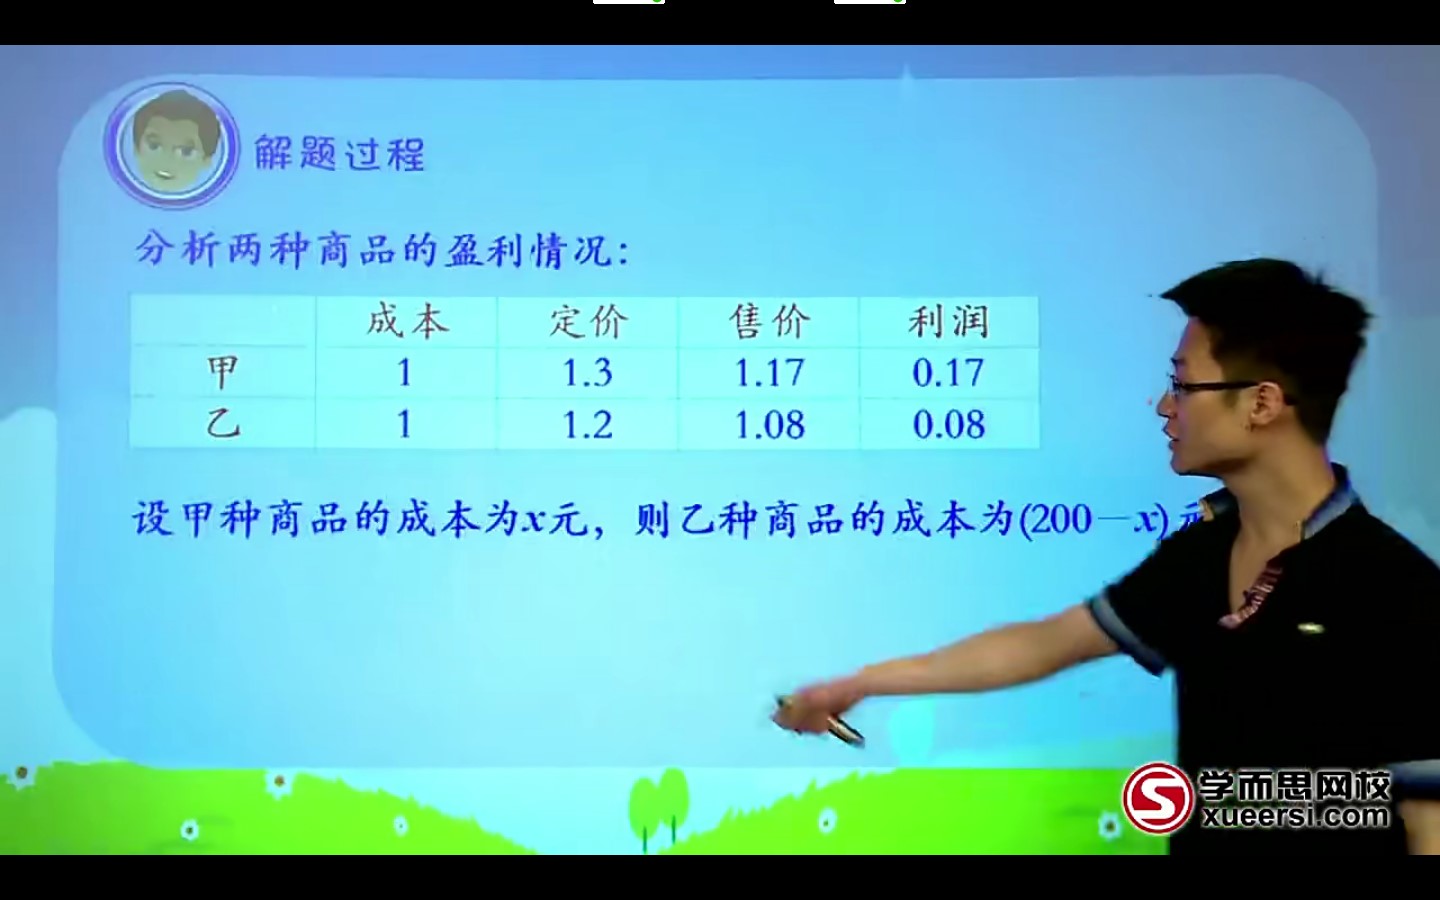 解题过程
分析两种商品的盈利情况：
成本 定价 售价 利润
甲 1 1.3 1.17 0.17
乙 1 1.2 1.08 0.08
设甲种商品的成本为x元，则乙种商品的成本为(200－x)元
学而思网校
xueersi.com